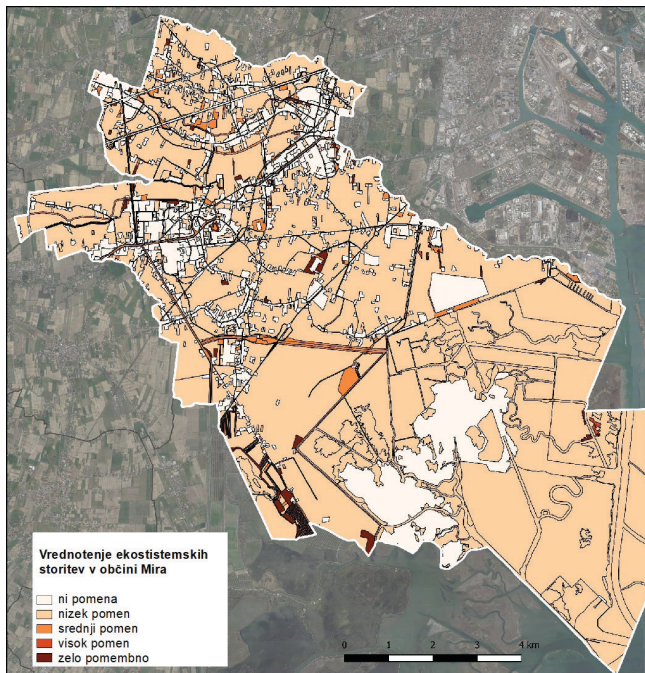 Vrednotenje ekostistemskih
storitev v občini Mira
ni pomena
nizek pomen
srednji pomen
visok pomen
zelo pomembno
0 1 2 3 4 km